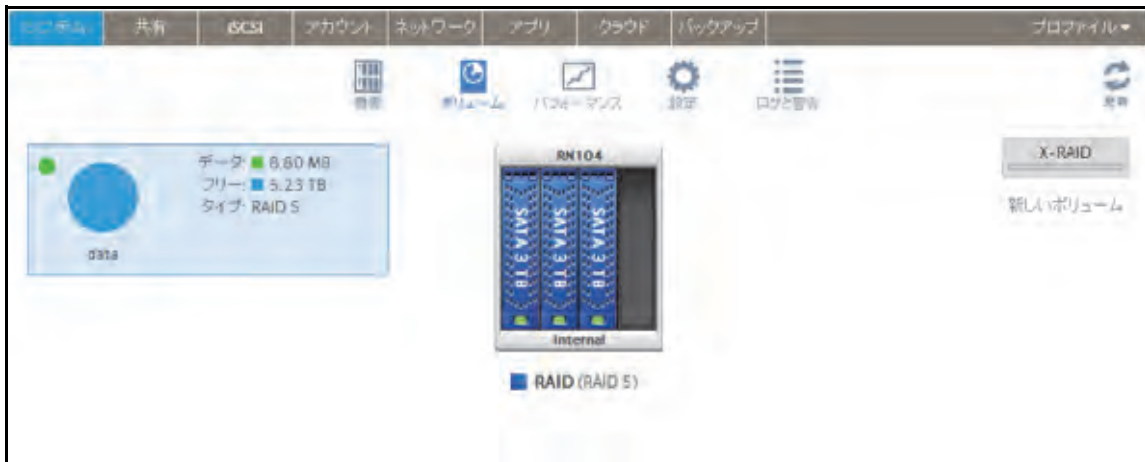 システム 共有 iSCSI アカウント ネットワーク アプリ クラウド バックアップ プロファイル
概要 ボリューム パフォーマンス 設定 ログと警告 更新
データ: 8.60 MB
フリー: 5.23 TB
タイプ: RAID 5
data
RN104
SATA 3 TB
SATA 3 TB
SATA 3 TB
Internal
RAID (RAID 5)
X-RAID
新しいボリューム